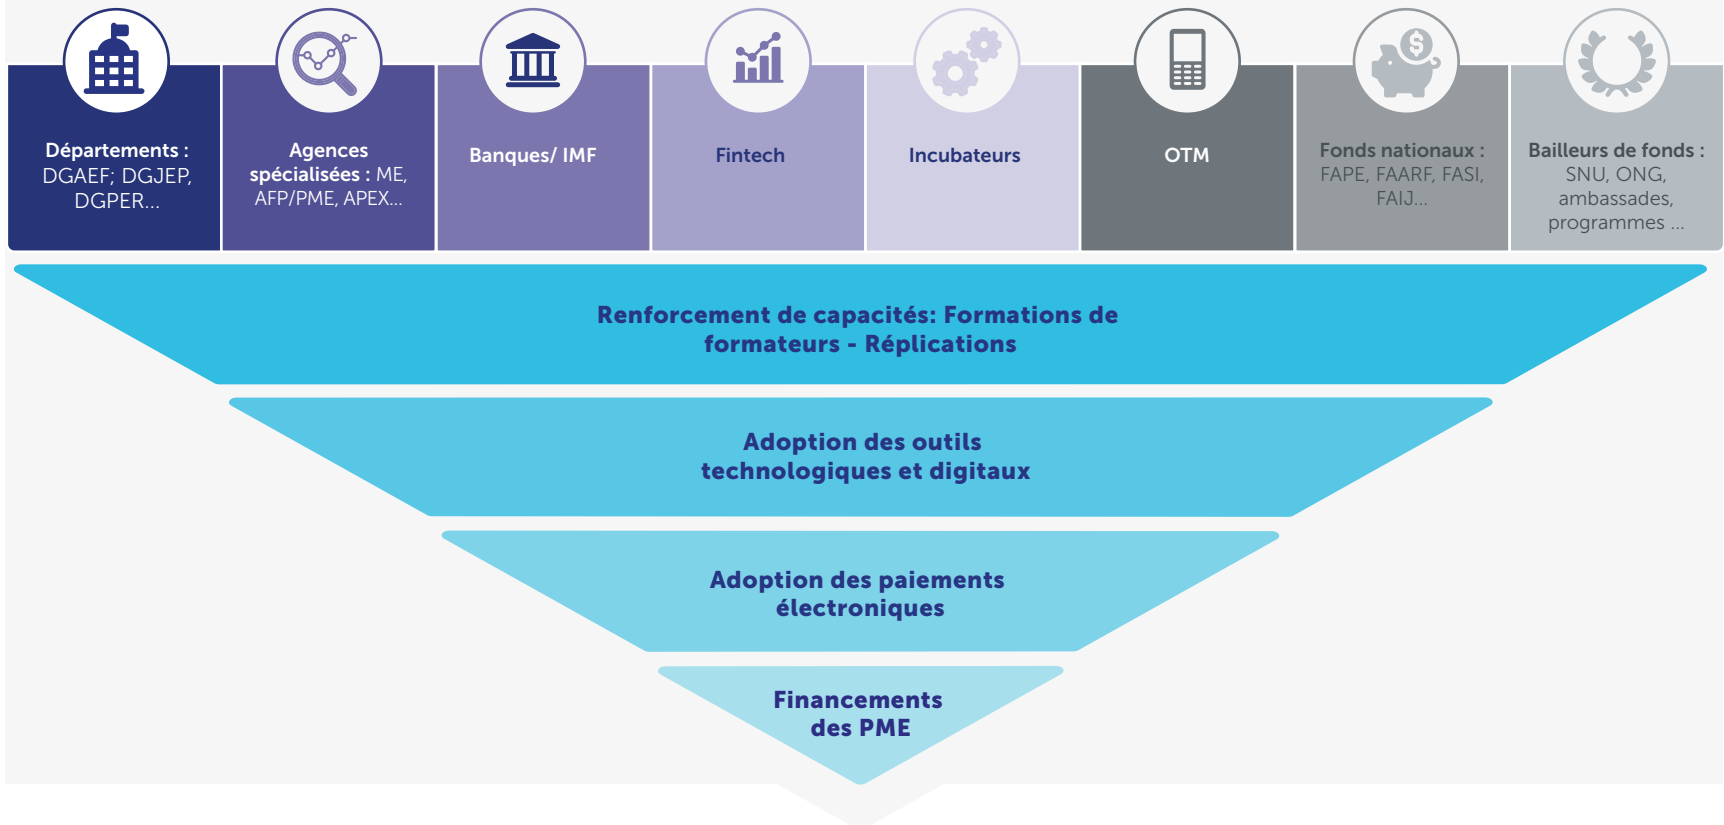 Départements :
DGAEF; DGJEP,
DGPER...
Agences
spécialisées : ME,
AFP/PME, APEX...
Banques/ IMF
Fintech
Incubateurs
OTM
Fonds nationaux :
FAPE, FAARF, FASI,
FAIJ...
Bailleurs de fonds :
SNU, ONG,
ambassades,
programmes ...
Renforcement de capacités: Formations de
formateurs - Réplications
Adoption des outils
technologiques et digitaux
Adoption des paiements
électroniques
Financements
des PME